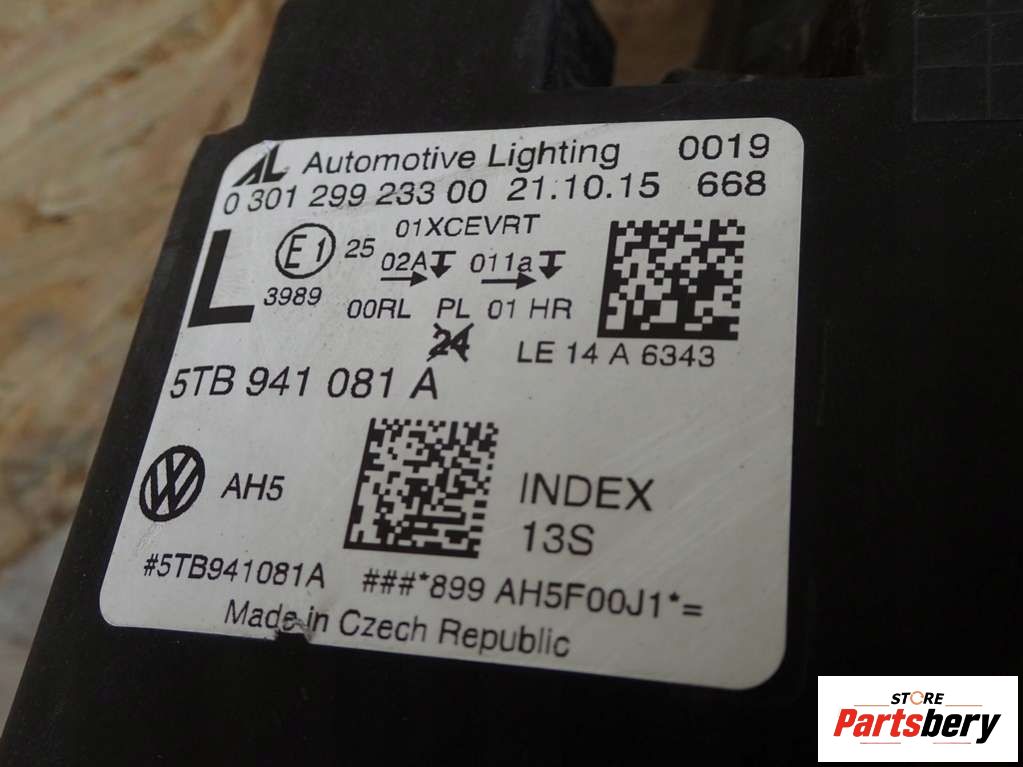 AL Automotive Lighting 0019
0 301 299 233 00 21.10.15 668
01XCEVRT
L E1 25 02A 011a
3989 00RL PL 01 HR
24 LE 14 A 6343
5TB 941 081 A
VW AH5 INDEX
13S
#5TB941081A ###*899 AH5F00J1*=
Made in Czech Republic
STORE
Partsbery